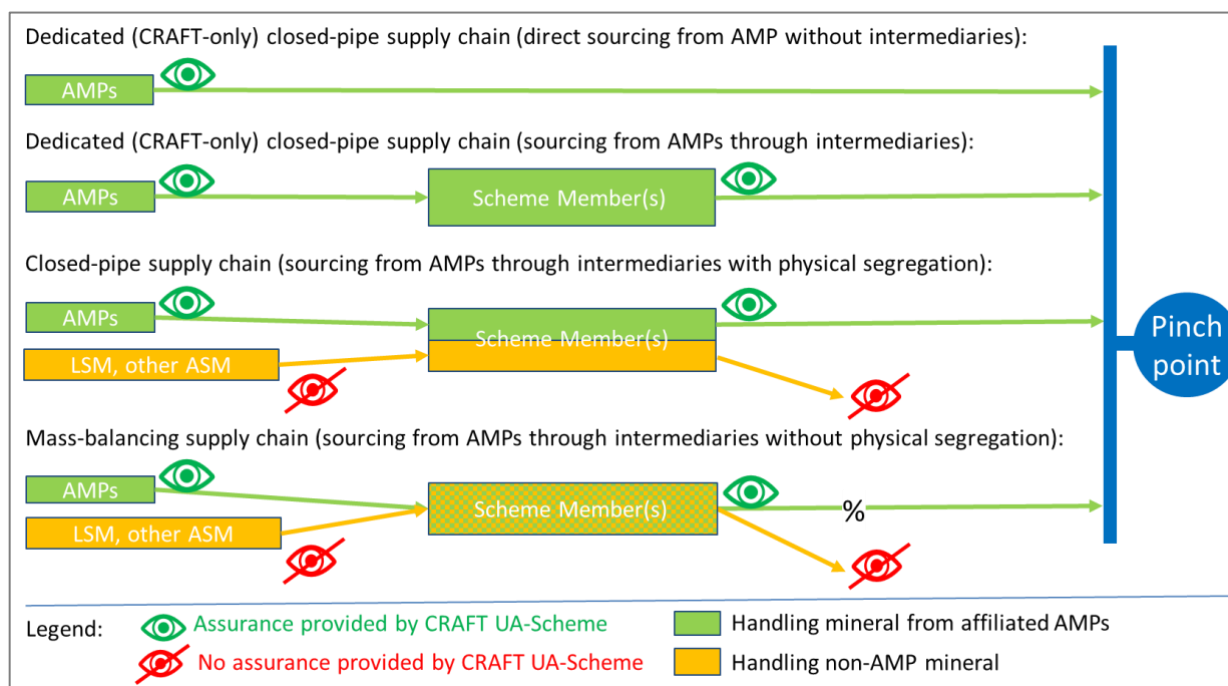 Dedicated (CRAFT-only) closed-pipe supply chain (direct sourcing from AMP without intermediaries):
AMPs
Dedicated (CRAFT-only) closed-pipe supply chain (sourcing from AMPs through intermediaries):
AMPs
Scheme Member(s)
Closed-pipe supply chain (sourcing from AMPs through intermediaries with physical segregation):
AMPs
Scheme Member(s)
LSM, other ASM
Pinch
point
Mass-balancing supply chain (sourcing from AMPs through intermediaries without physical segregation):
AMPs
Scheme Member(s)
%
LSM, other ASM
Legend:
Assurance provided by CRAFT UA-Scheme
Handling mineral from affiliated AMPs
No assurance provided by CRAFT UA-Scheme
Handling non-AMP mineral